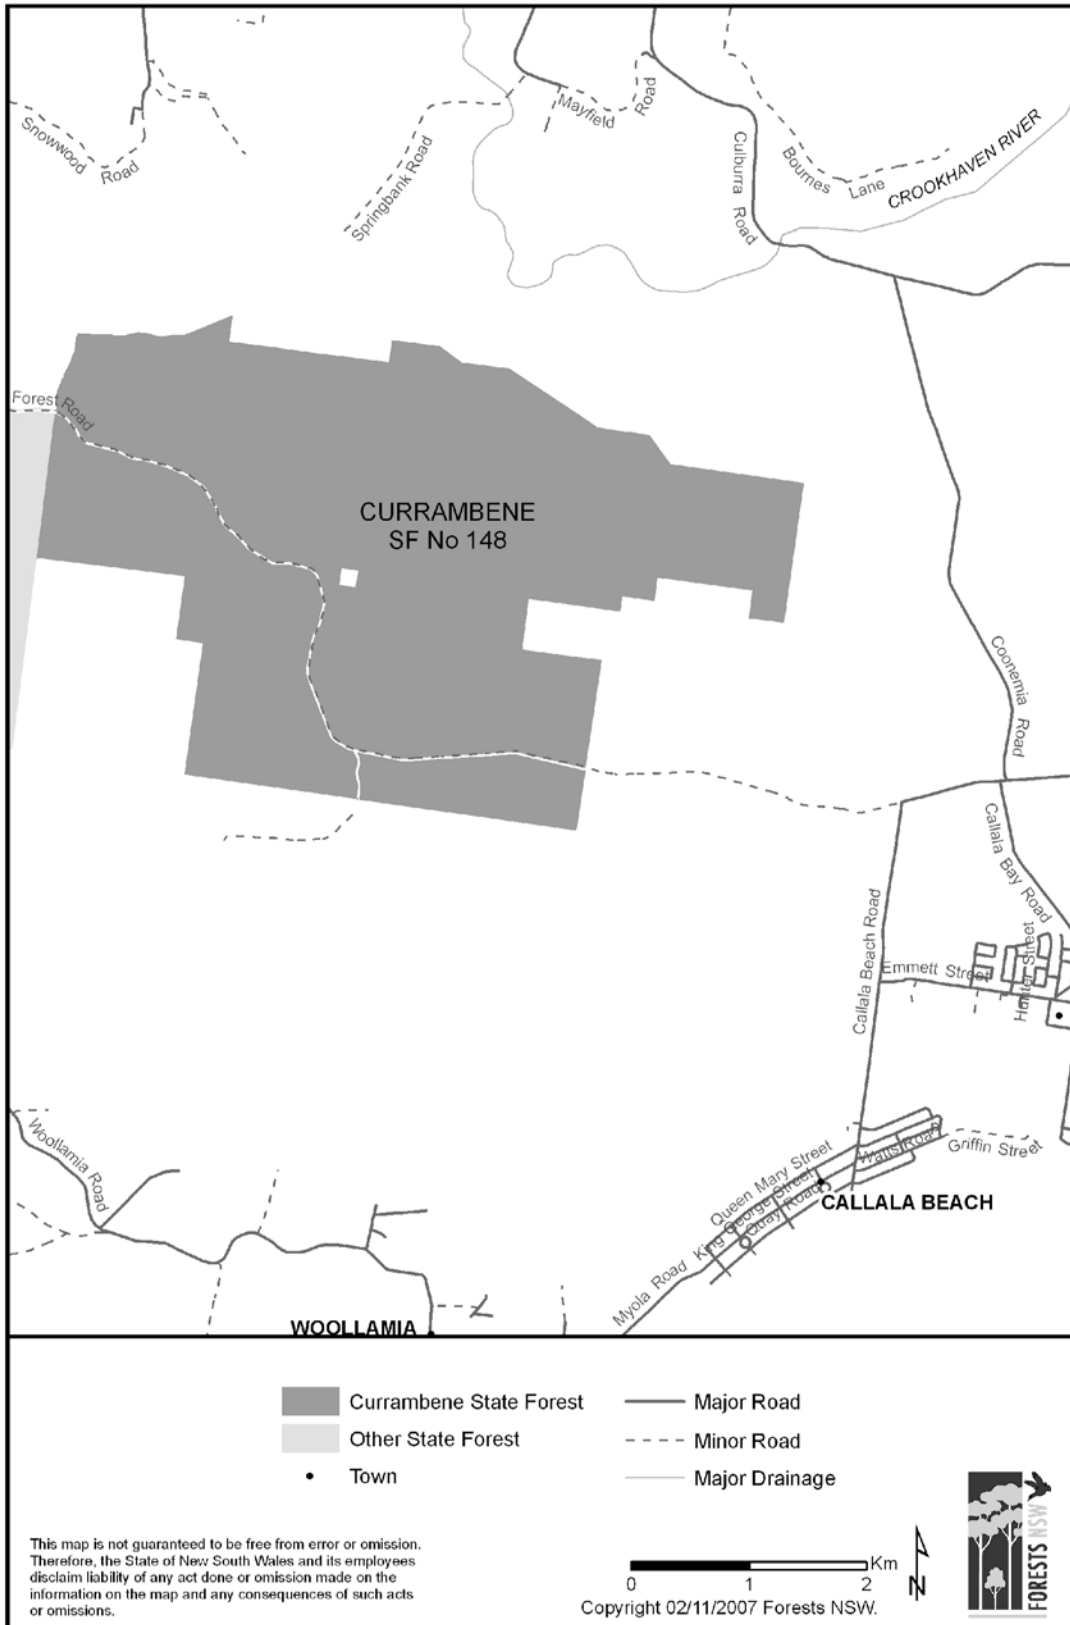 Snowwood
Road
Springbank Road
Mayfield
Road
Culburra Road
Bournes
Lane
CROOKHAVEN RIVER
Forest Road
CURRAMBENE
SF No 148
Coonemia
Road
Callala Bay Road
Callala Beach Road
Emmett Street
Hunter Street
Woollamia
Road
Queen Mary Street
King George Street
Quay Road
Watts Road
Griffin Street
CALLALA BEACH
Myola Road
WOOLLAMIA
Currambene State Forest
Other State Forest
Town
Major Road
Minor Road
Major Drainage
This map is not guaranteed to be free from error or omission.
Therefore, the State of New South Wales and its employees
disclaim liability of any act done or omission made on the
information on the map and any consequences of such acts
or omissions.
Km
0 1 2
Copyright 02/11/2007 Forests NSW.
N
FORESTS NSW